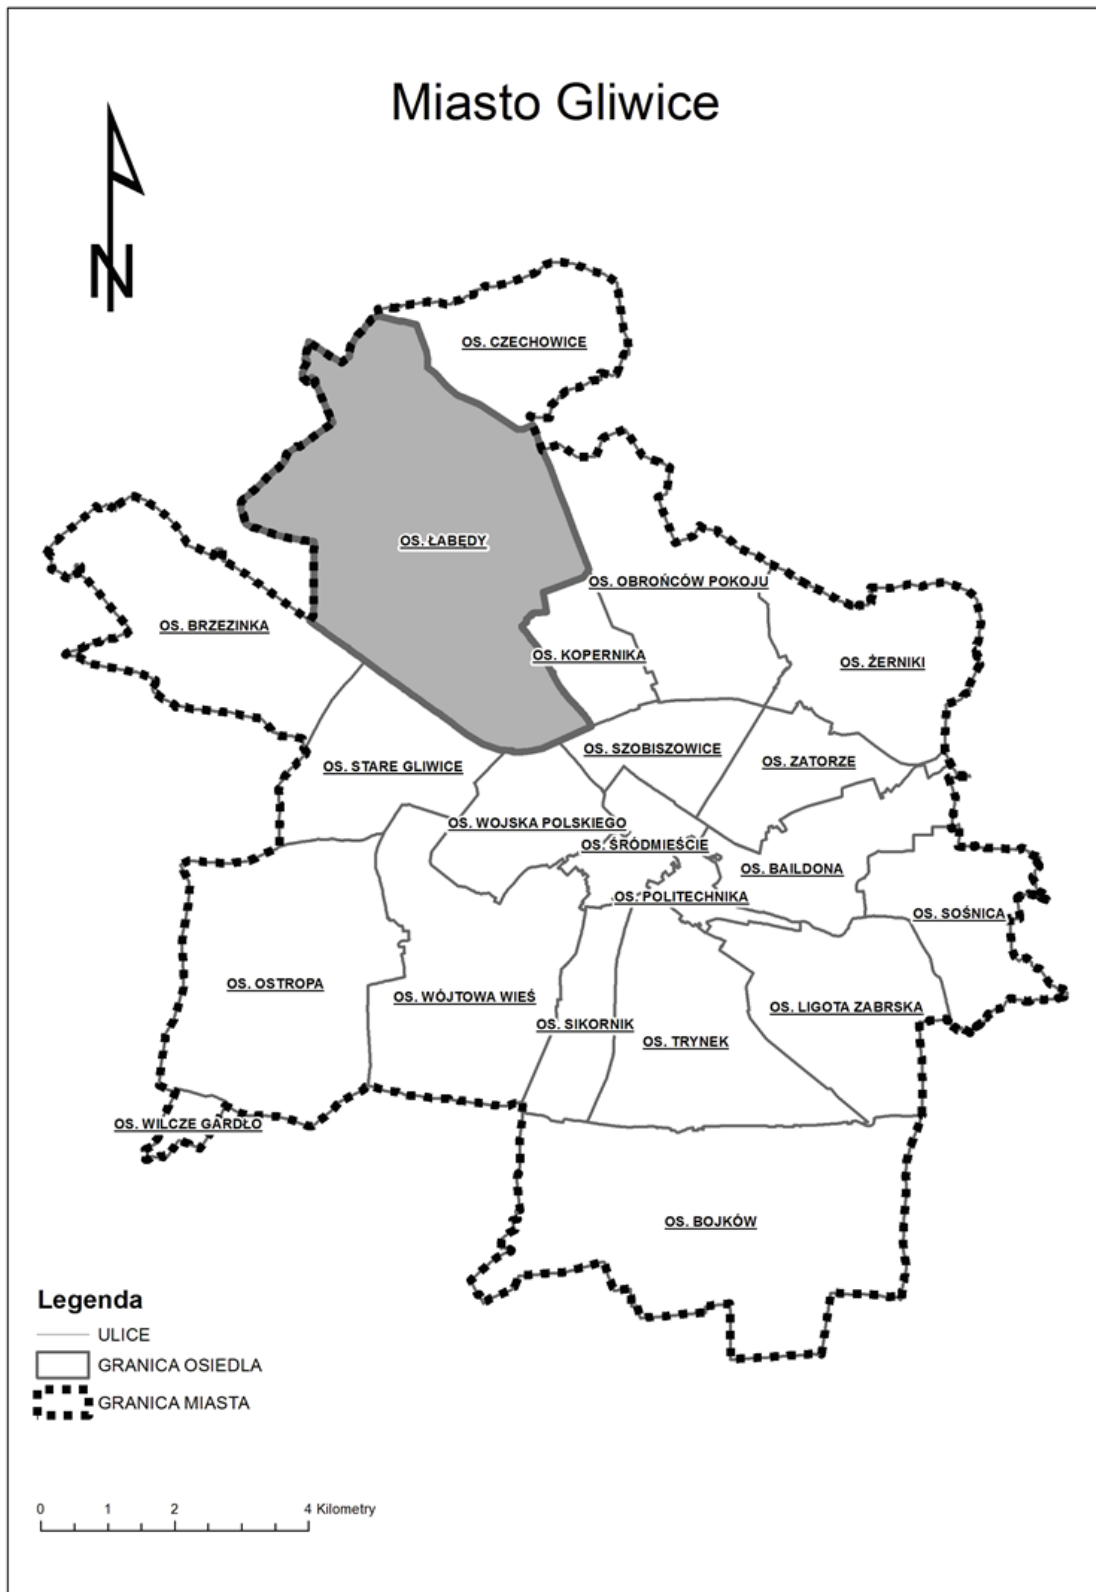 Miasto Gliwice
N
OS. CZECHOWICE
OS. ŁABĘDY
OS. OBROŃCÓW POKOJU
OS. BRZEZINKA
OS. KOPERNIKA
OS. ŻERNIKI
OS. SZOBISZOWICE
OS. ZATORZE
OS. STARE GLIWICE
OS. WOJSKA POLSKIEGO
OS. ŚRÓDMIEŚCIE
OS. BAILDONA
OS. POLITECHNIKA
OS. SOŚNICA
OS. OSTROPA
OS. WÓJTOWA WIEŚ
OS. LIGOTA ZABRSKA
OS. SIKORNIK
OS. TRYNEK
OS. WILCZE GARDŁO
OS. BOJKÓW
Legenda
ULICE
GRANICA OSIEDLA
GRANICA MIASTA
0 1 2 4 Kilometry